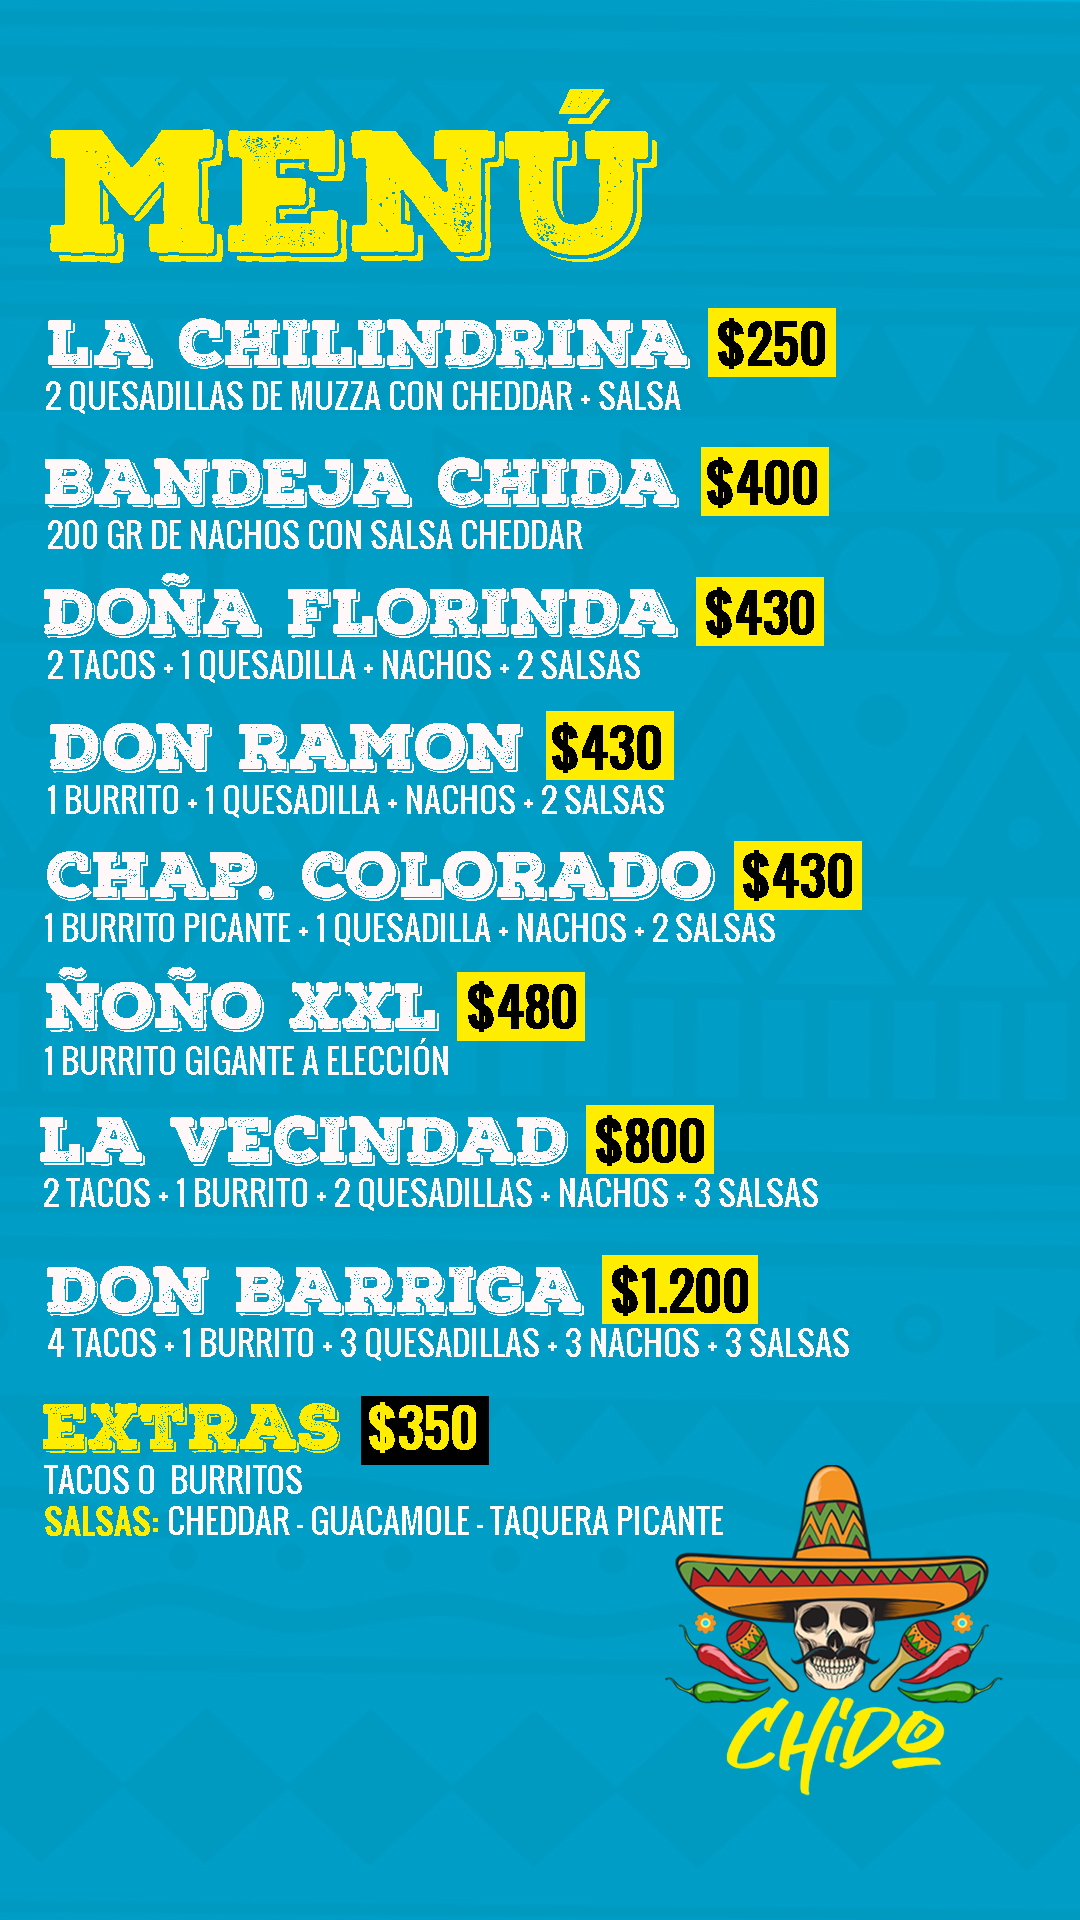 MENÚ
LA CHILINDRINA $250
2 QUESADILLAS DE MUZZA CON CHEDDAR + SALSA
BANDEJA CHIDA $400
200 GR DE NACHOS CON SALSA CHEDDAR
DOÑA FLORINDA $430
2 TACOS + 1 QUESADILLA + NACHOS + 2 SALSAS
DON RAMON $430
1 BURRITO + 1 QUESADILLA + NACHOS + 2 SALSAS
CHAP. COLORADO $430
1 BURRITO PICANTE + 1 QUESADILLA + NACHOS + 2 SALSAS
ÑOÑO XXL $480
1 BURRITO GIGANTE A ELECCIÓN
LA VECINDAD $800
2 TACOS + 1 BURRITO + 2 QUESADILLAS + NACHOS + 3 SALSAS
DON BARRIGA $1.200
4 TACOS + 1 BURRITO + 3 QUESADILLAS + 3 NACHOS + 3 SALSAS
EXTRAS $350
TACOS O BURRITOS
SALSAS: CHEDDAR - GUACAMOLE - TAQUERA PICANTE
CHIDO